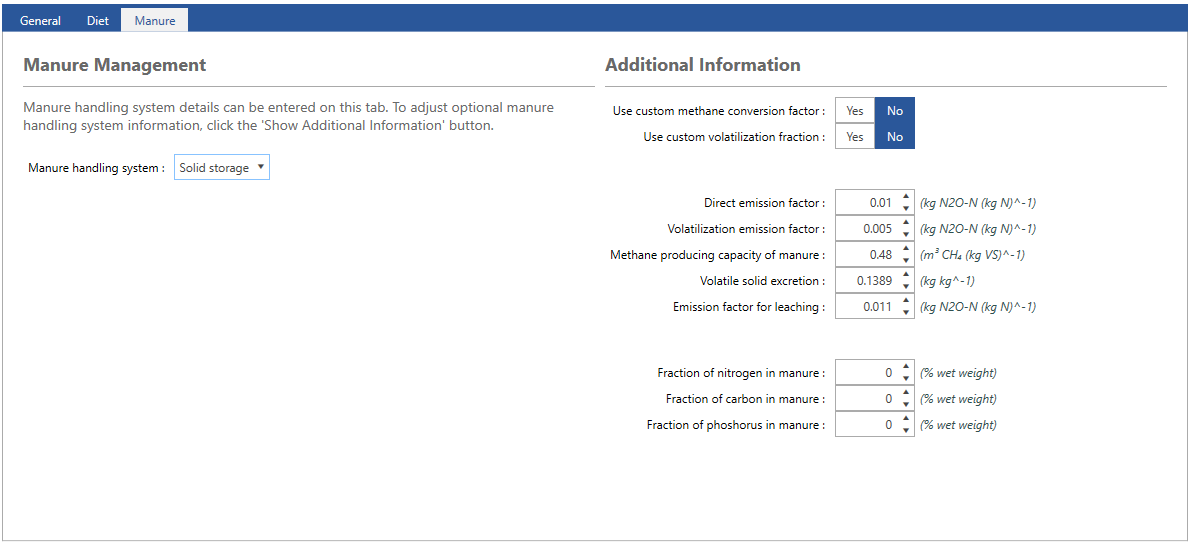 General Diet Manure
Manure Management
Manure handling system details can be entered on this tab. To adjust optional manure
handling system information, click the 'Show Additional Information' button.
Manure handling system : Solid storage
Additional Information
Use custom methane conversion factor : Yes No
Use custom volatilization fraction : Yes No
Direct emission factor : 0.01 (kg N2O-N (kg N)^-1)
Volatilization emission factor : 0.005 (kg N2O-N (kg N)^-1)
Methane producing capacity of manure : 0.48 (m³ CH₄ (kg VS)^-1)
Volatile solid excretion : 0.1389 (kg kg^-1)
Emission factor for leaching : 0.011 (kg N2O-N (kg N)^-1)
Fraction of nitrogen in manure : 0 (% wet weight)
Fraction of carbon in manure : 0 (% wet weight)
Fraction of phoshorus in manure : 0 (% wet weight)